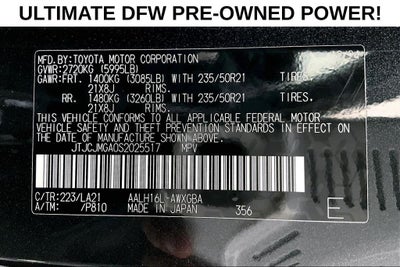 ULTIMATE DFW PRE-OWNED POWER!
MFD.BY:TOYOTA MOTOR CORPORATION
GVWR:2720KG (5995LB)
GAWR:FRT. 1400KG (3085LB) WITH 235/50R21 TIRES,
21X8J RIMS.
RR. 1480KG (3260LB) WITH 235/50R21 TIRES,
21X8J RIMS.
THIS VEHICLE CONFORMS TO ALL APPLICABLE FEDERAL MOTOR
VEHICLE SAFETY AND THEFT PREVENTION STANDARDS IN EFFECT
ON THE DATE OF MANUFACTURE SHOWN ABOVE.
JTJCJMGA0S2025517 MPV
C/TR:223/LA21 AALH16L-AWXGBA
A/TM: /P810 MADE IN JAPAN 356 E